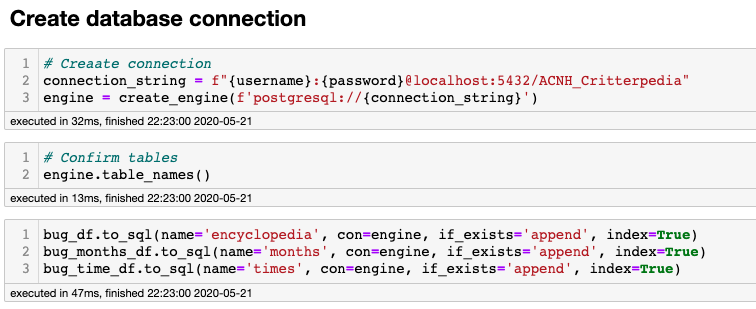 Create database connection
1 # Creaate connection
2 connection_string = f"{username}:{password}@localhost:5432/ACNH_Critterpedia"
3 engine = create_engine(f'postgresql://{connection_string}')
executed in 32ms, finished 22:23:00 2020-05-21
1 # Confirm tables
2 engine.table_names()
executed in 13ms, finished 22:23:00 2020-05-21
1 bug_df.to_sql(name='encyclopedia', con=engine, if_exists='append', index=True)
2 bug_months_df.to_sql(name='months', con=engine, if_exists='append', index=True)
3 bug_time_df.to_sql(name='times', con=engine, if_exists='append', index=True)
executed in 47ms, finished 22:23:00 2020-05-21